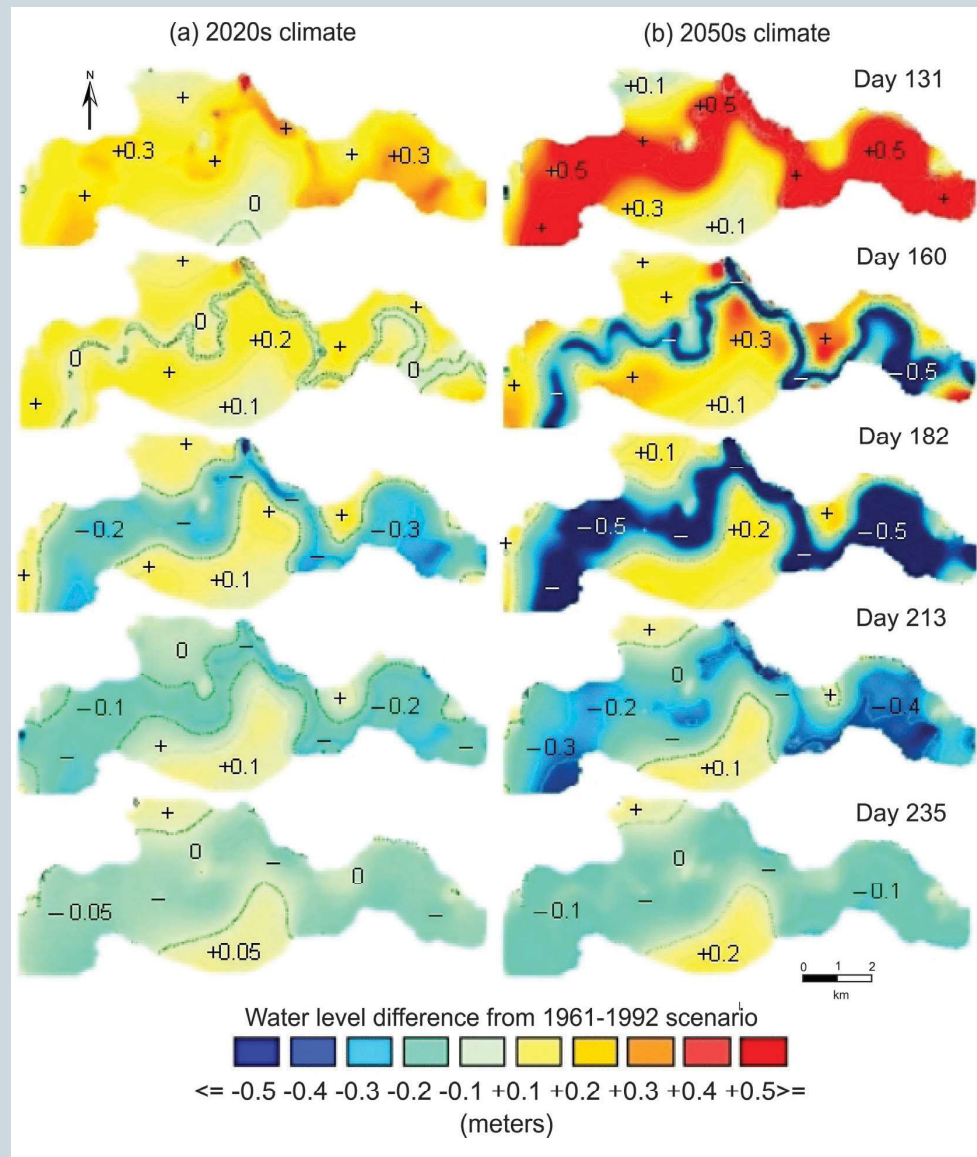 (a) 2020s climate (b) 2050s climate
N
Day 131
+ +0.1
+0.3 + + + +0.3
+ 0
+0.5 + +0.5 +0.5
+ +0.3 +0.1 + +
Day 160
+ 0 0 + +0.2 + + 0 + +0.1
+ − − +0.3 + −0.5 + − − +0.1
Day 182
+ − − −0.2 − + + −0.3 + + − +0.1
+0.1 − + −0.5 − +0.2 −0.5 + − −
Day 213
0 − −0.1 + −0.2 − + − − +0.1
+ 0 −0.2 − + −0.4 −0.3 − +0.1
Day 235
+ 0 − 0 −0.05 − − +0.05
+ 0 − −0.1 − −0.1 +0.2
0 1 2
km
Water level difference from 1961-1992 scenario
<= -0.5 -0.4 -0.3 -0.2 -0.1 +0.1 +0.2 +0.3 +0.4 +0.5>=
(meters)